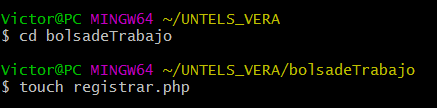 Victor@PC MINGW64 ~/UNTELS_VERA
$ cd bolsadeTrabajo
Victor@PC MINGW64 ~/UNTELS_VERA/bolsadeTrabajo
$ touch registrar.php